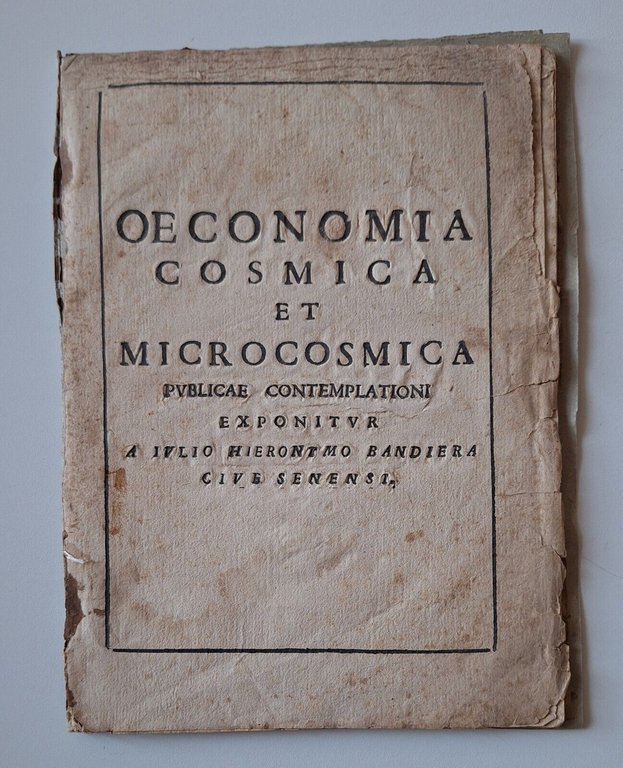 OECONOMIA
COSMICA
ET
MICROCOSMICA
PVBLICAE CONTEMPLATIONI
EXPONITVR
A IVLIO HIERONYMO BANDIERA
CIVE SENENSI,